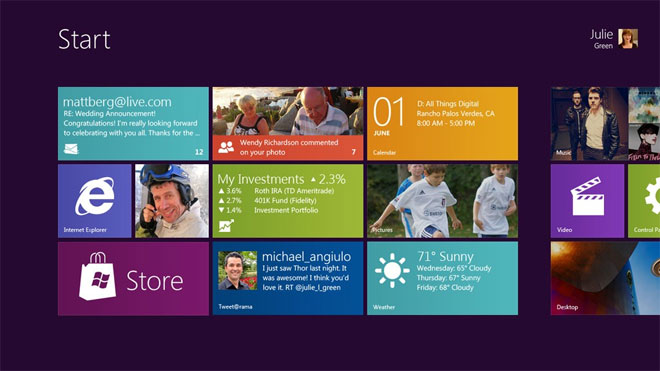 Start
Julie
Green
mattberg@live.com
RE: Wedding Announcement!
Congratulations! I'm really looking forward
to celebrating with you all. Thanks for the ...
12
Wendy Richardson commented
on your photo
7
01
JUNE
D: All Things Digital
Rancho Palos Verdes, CA
8:00 AM - 5:00 PM
Calendar
Music
Internet Explorer
My Investments ▲ 2.3%
▲ 3.6% Roth IRA (TD Ameritrade)
▲ 2.7% 401K Fund (Fidelity)
▼ 1.4% Investment Portfolio
Pictures
Video
Control Pa
Store
michael_angiulo
I just saw Thor last night. It
was awesome! I think you'd
love it. RT @julie_l_green
Tweet@rama
71° Sunny
Wednesday: 65° Cloudy
Thursday: 62° Cloudy
Friday: 68° Cloudy
Weather
Desktop